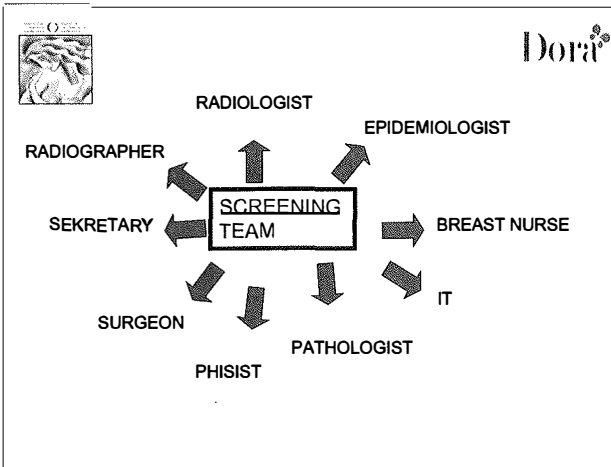 Dora
RADIOLOGIST
EPIDEMIOLOGIST
RADIOGRAPHER
SCREENING
TEAM
SEKRETARY
BREAST NURSE
IT
SURGEON
PATHOLOGIST
PHISIST